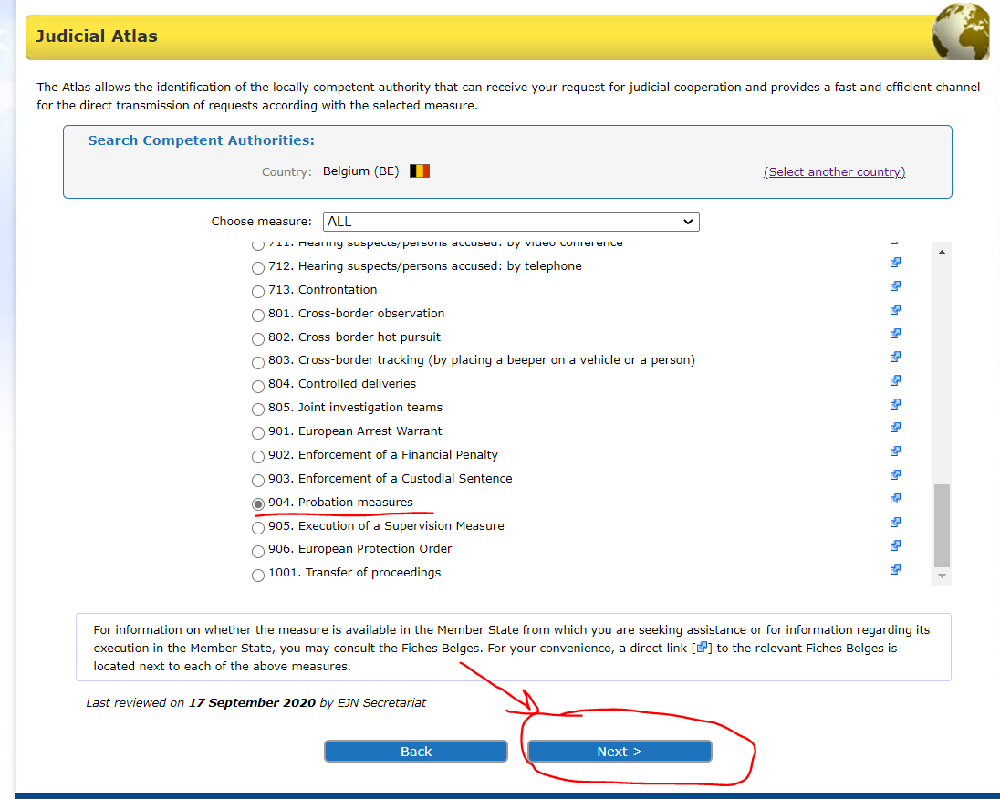 Judicial Atlas
The Atlas allows the identification of the locally competent authority that can receive your request for judicial cooperation and provides a fast and efficient channel
for the direct transmission of requests according with the selected measure.
Search Competent Authorities:
Country: Belgium (BE) (Select another country)
Choose measure: ALL
711. Hearing suspects/persons accused: by video conference
712. Hearing suspects/persons accused: by telephone
713. Confrontation
801. Cross-border observation
802. Cross-border hot pursuit
803. Cross-border tracking (by placing a beeper on a vehicle or a person)
804. Controlled deliveries
805. Joint investigation teams
901. European Arrest Warrant
902. Enforcement of a Financial Penalty
903. Enforcement of a Custodial Sentence
904. Probation measures
905. Execution of a Supervision Measure
906. European Protection Order
1001. Transfer of proceedings
For information on whether the measure is available in the Member State from which you are seeking assistance or for information regarding its
execution in the Member State, you may consult the Fiches Belges. For your convenience, a direct link [] to the relevant Fiches Belges is
located next to each of the above measures.
Last reviewed on 17 September 2020 by EJN Secretariat
Back Next >